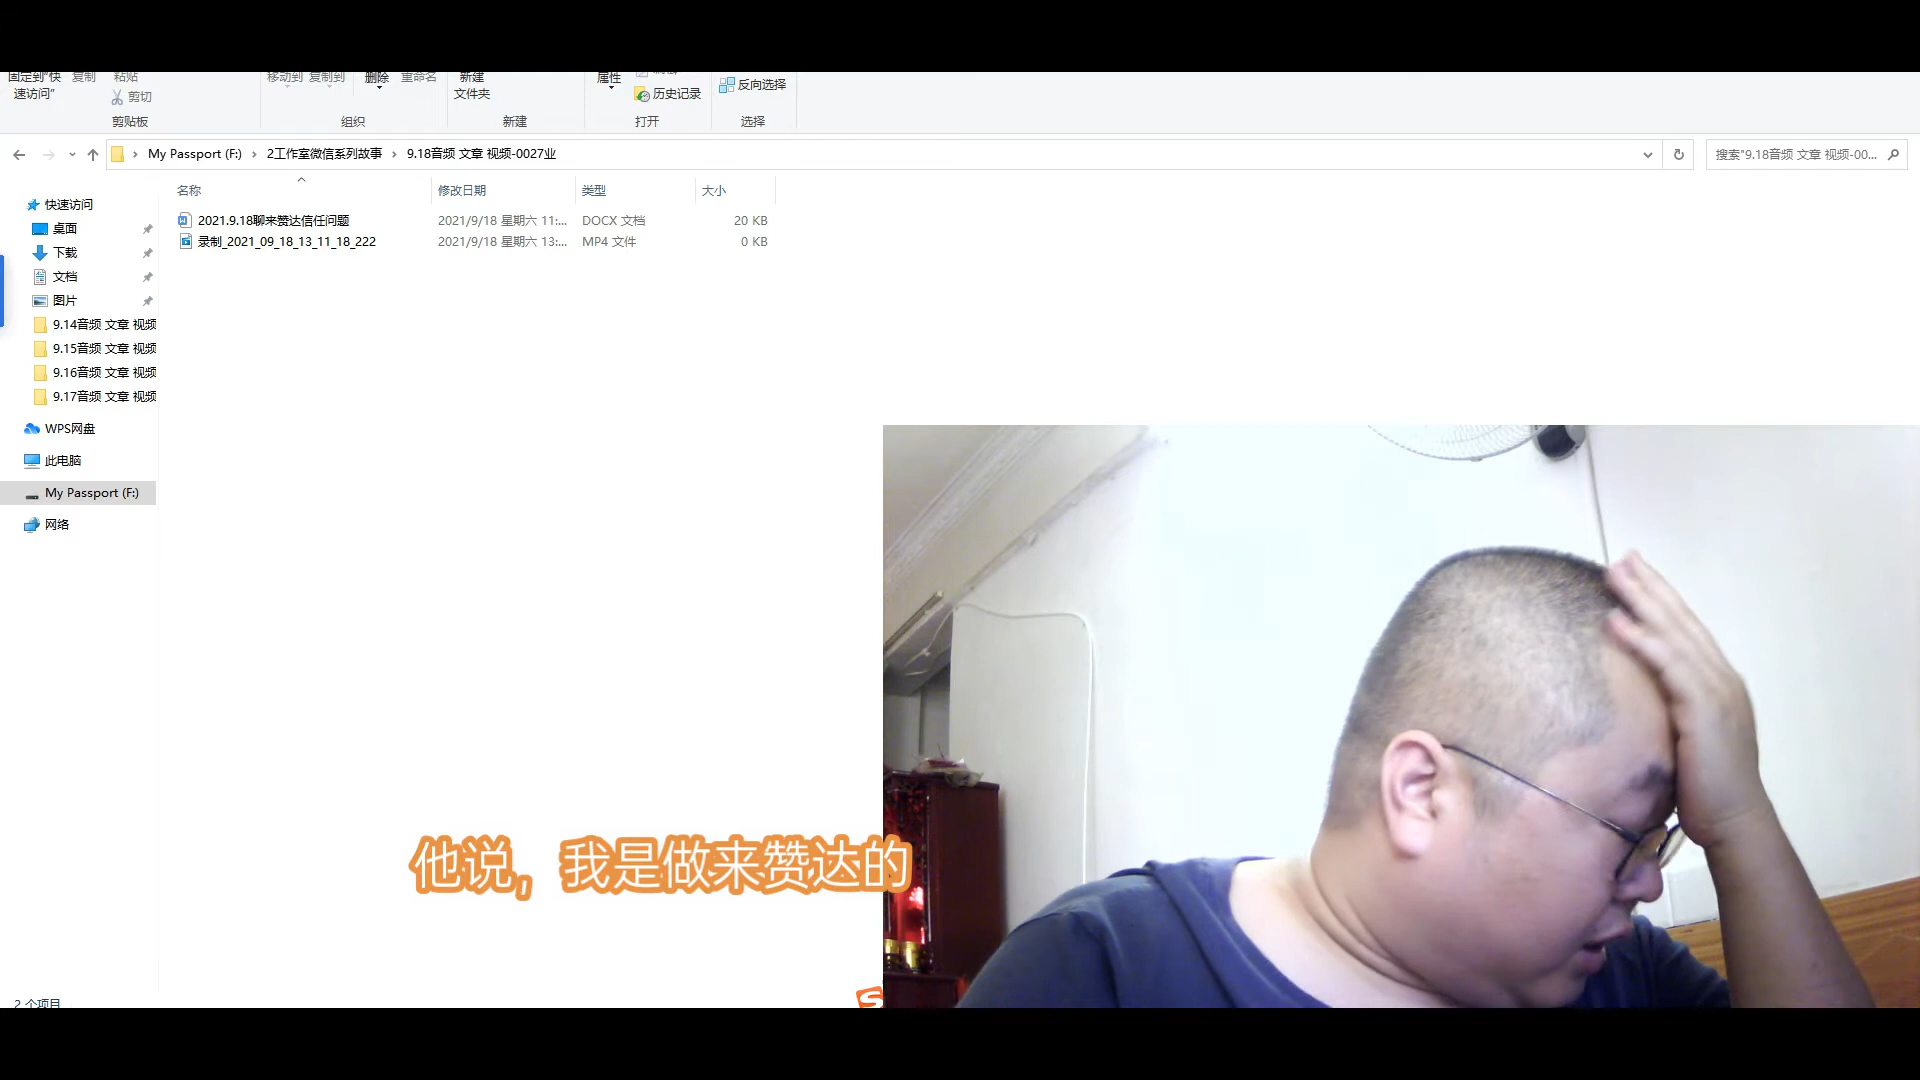 固定到"快
速访问"
复制
粘贴
剪切
剪贴板
移动到
复制到
删除
重命名
组织
新建
文件夹
新建
属性
历史记录
打开
反向选择
选择
My Passport (F:) › 2工作室微信系列故事 › 9.18音频 文章 视频-0027业
搜索"9.18音频 文章 视频-00...
名称 修改日期 类型 大小
2021.9.18聊来赞达信任问题 2021/9/18 星期六 11:... DOCX 文档 20 KB
录制_2021_09_18_13_11_18_222 2021/9/18 星期六 13:... MP4 文件 0 KB
快速访问
桌面
下载
文档
图片
9.14音频 文章 视频
9.15音频 文章 视频
9.16音频 文章 视频
9.17音频 文章 视频
WPS网盘
此电脑
My Passport (F:)
网络
他说，我是做来赞达的
2 个项目